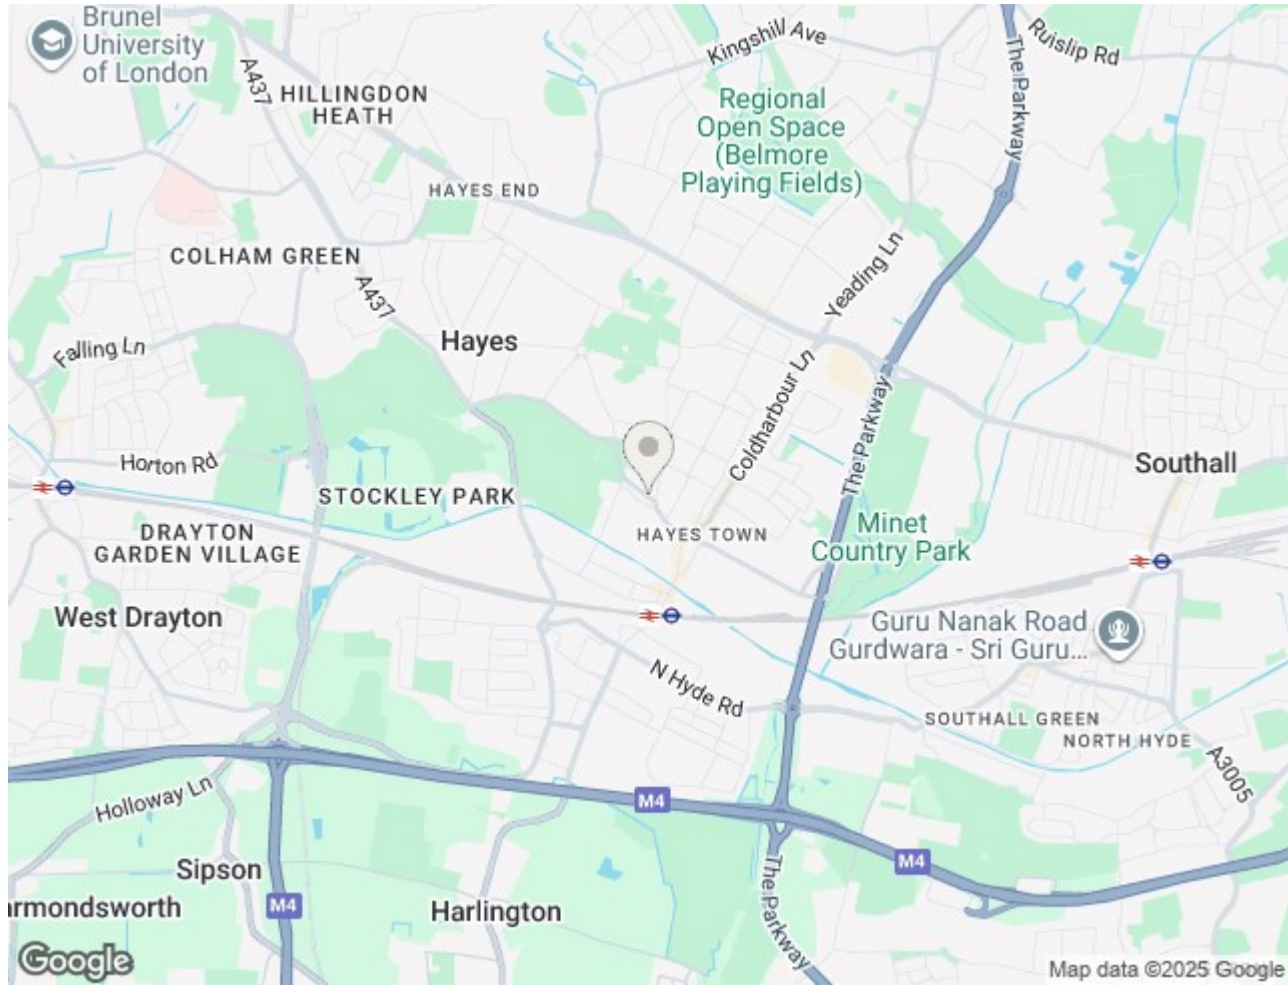 Brunel
University
of London
Kingshill Ave
Ruislip Rd
The Parkway
A437
HILLINGDON
HEATH
Regional
Open Space
(Belmore
Playing Fields)
HAYES END
COLHAM GREEN
A437
Yeading Ln
Falling Ln
Hayes
Coldharbour Ln
The Parkway
Horton Rd
Southall
STOCKLEY PARK
DRAYTON
GARDEN VILLAGE
HAYES TOWN
Minet
Country Park
West Drayton
Guru Nanak Road
Gurdwara - Sri Guru...
N Hyde Rd
SOUTHALL GREEN
NORTH HYDE
A3005
Holloway Ln
M4
M4
Sipson
The Parkway
armondsworth
M4
Harlington
Google
Map data ©2025 Google